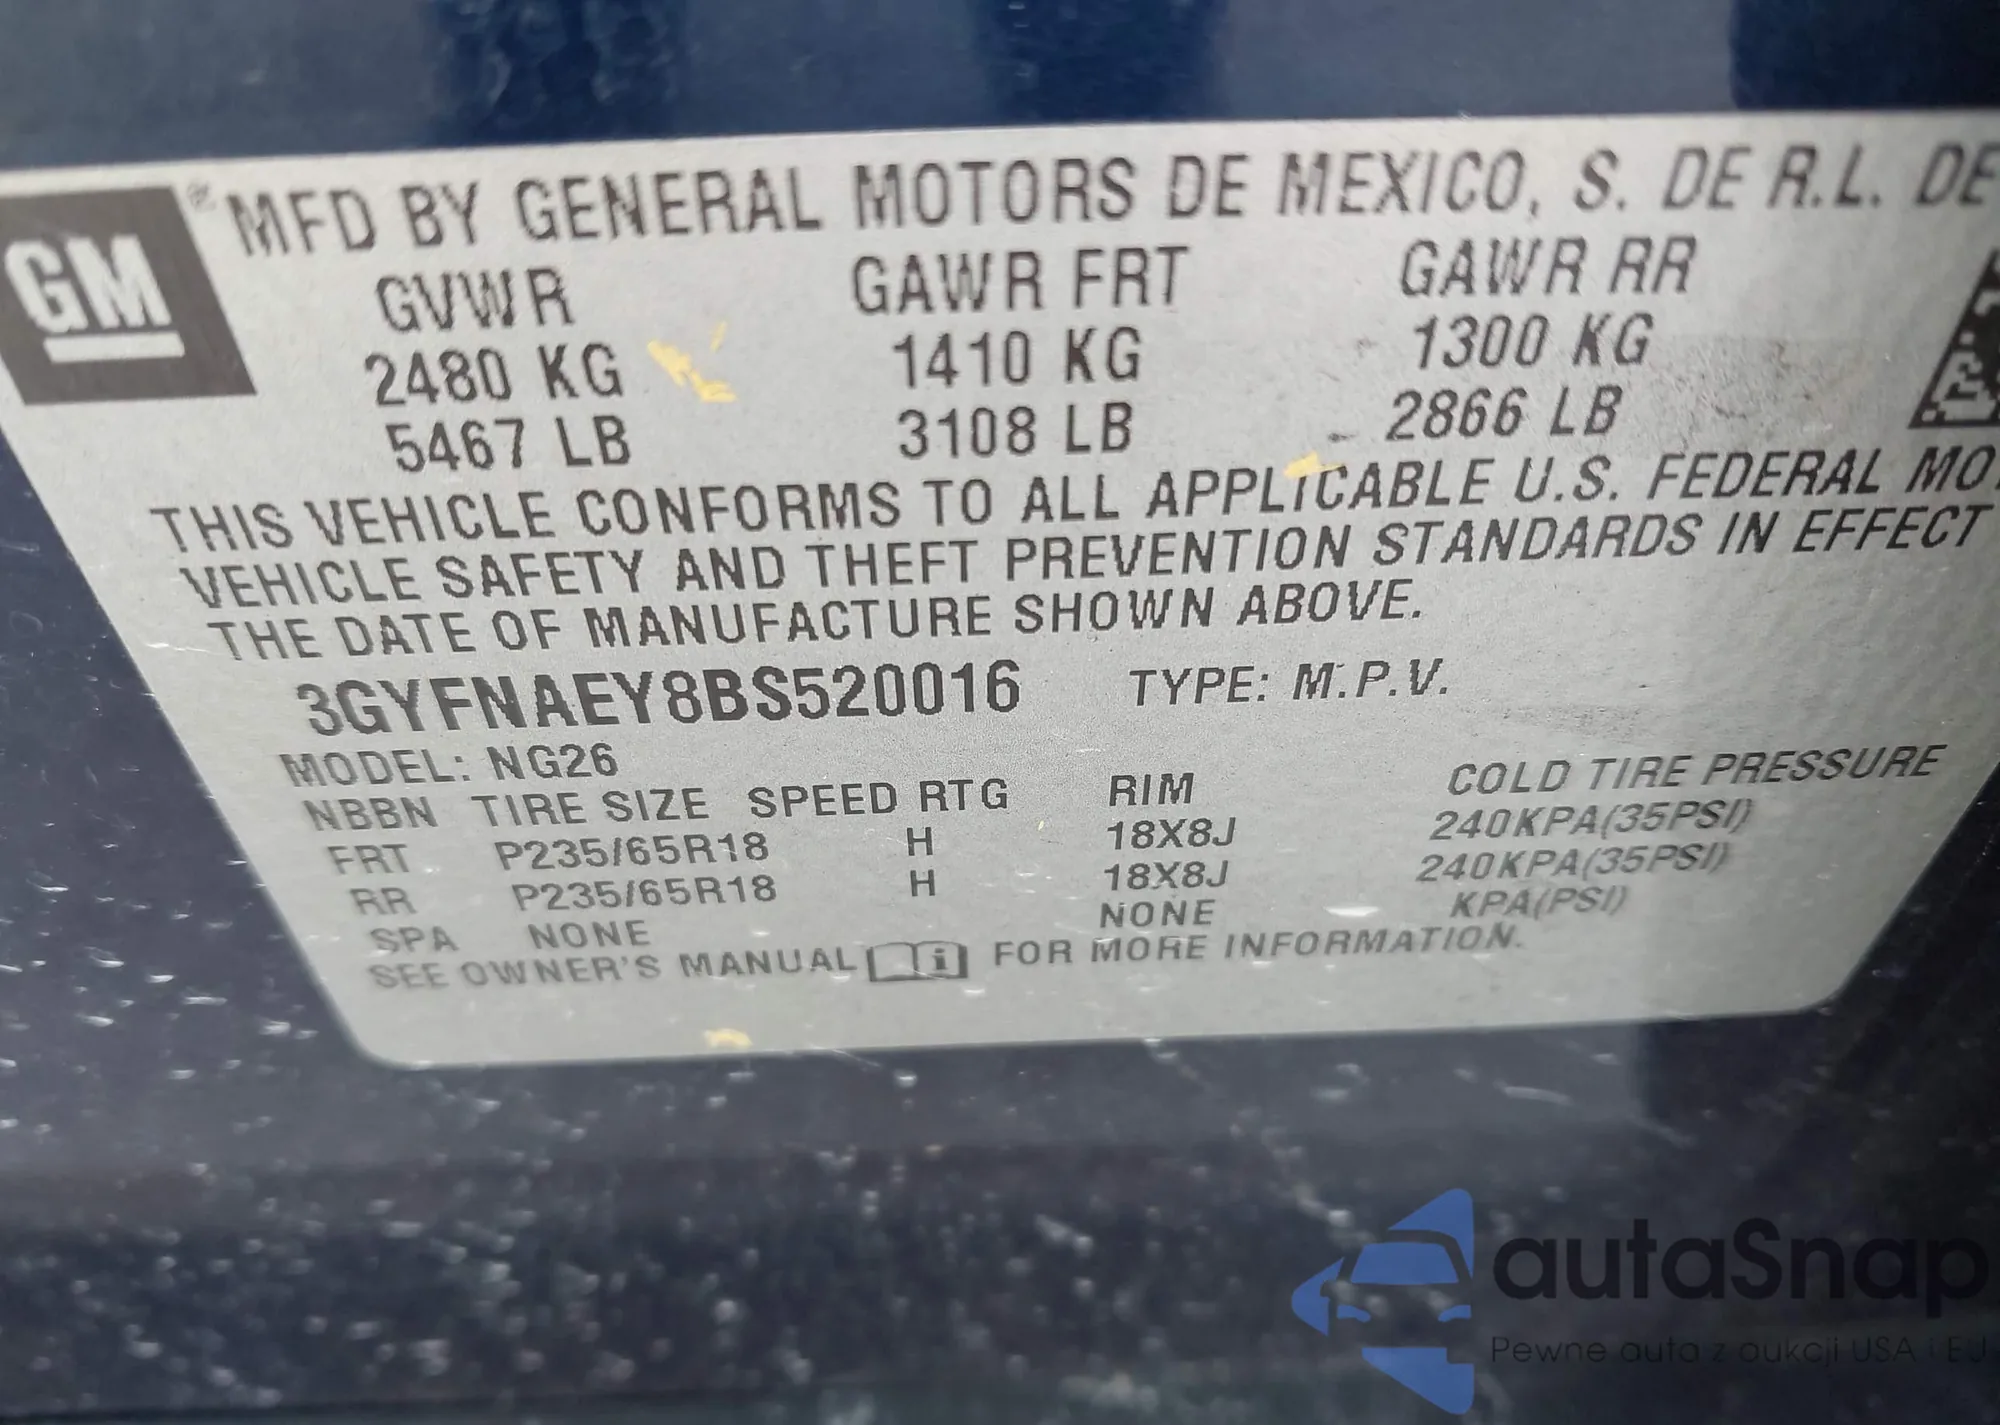 GM ® MFD BY GENERAL MOTORS DE MEXICO, S. DE R.L. DE
GVWR GAWR FRT GAWR RR
2480 KG 1410 KG 1300 KG
5467 LB 3108 LB 2866 LB
THIS VEHICLE CONFORMS TO ALL APPLICABLE U.S. FEDERAL MO
VEHICLE SAFETY AND THEFT PREVENTION STANDARDS IN EFFECT
THE DATE OF MANUFACTURE SHOWN ABOVE.
3GYFNAEY8BS520016 TYPE: M.P.V.
MODEL: NG26
NBBN TIRE SIZE SPEED RTG RIM COLD TIRE PRESSURE
FRT P235/65R18 H 18X8J 240KPA(35PSI)
RR P235/65R18 H 18X8J 240KPA(35PSI)
SPA NONE NONE KPA(PSI)
SEE OWNER'S MANUAL i FOR MORE INFORMATION.
autaSnap
Pewne auta z aukcji USA i EU